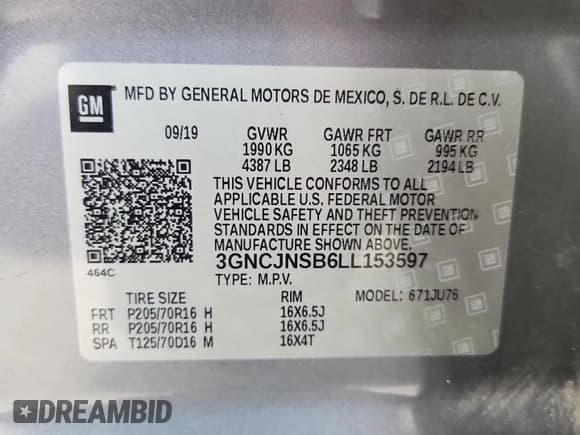 GM
MFD BY GENERAL MOTORS DE MEXICO, S. DE R.L. DE C.V.
09/19 GVWR GAWR FRT GAWR RR
1990 KG 1065 KG 995 KG
4387 LB 2348 LB 2194 LB
THIS VEHICLE CONFORMS TO ALL
APPLICABLE U.S. FEDERAL MOTOR
VEHICLE SAFETY AND THEFT PREVENTION
STANDARDS IN EFFECT ON THE DATE
OF MANUFACTURE SHOWN ABOVE.
464C
3GNCJNSB6LL153597
TYPE: M.P.V.
TIRE SIZE RIM MODEL: 671JU76
FRT P205/70R16 H 16X6.5J
RR P205/70R16 H 16X6.5J
SPA T125/70D16 M 16X4T
DREAMBID